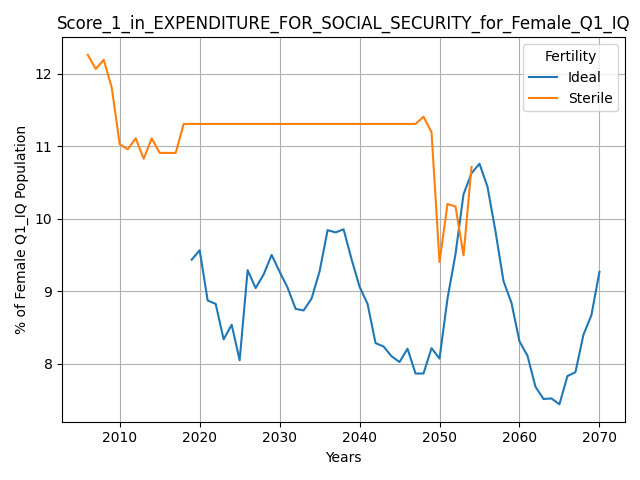 Score_1_in_EXPENDITURE_FOR_SOCIAL_SECURITY_for_Female_Q1_IQ
Fertility
Ideal
Sterile
% of Female Q1_IQ Population
12
11
10
9
8
2010 2020 2030 2040 2050 2060 2070
Years